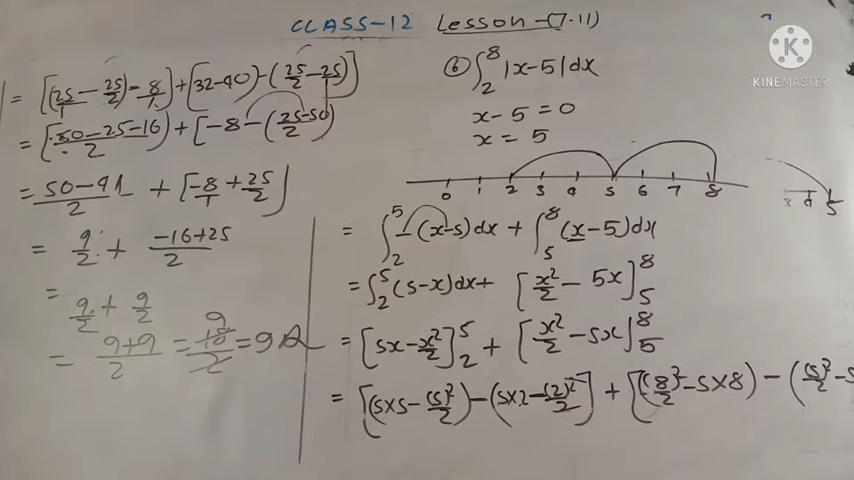 CLASS-12 Lesson-(7.11)
K
KINEMASTER
⑥ ∫₂⁸ |x-5|dx
x-5 = 0
x = 5
0 1 2 3 4 5 6 7 8
3 4 5
= ∫₂⁵ -(x-5)dx + ∫₅⁸ (x-5)dx
= ∫₂⁵ (5-x)dx + [x²/2 - 5x]₅⁸
= [5x - x²/2]₂⁵ + [x²/2 - 5x]₅⁸
= [(5×5 - (5)²/2) - (5×2 - (2)²/2)] + [((8)²/2 - 5×8) - ((5)²/2 - 5
= [(25/1 - 25/2) - 8/1] + [(32-40) - (25/2 - 25)]
= [(50-25-16)/2] + [-8 - (25-50)/2)
= (50-41)/2 + [-8/1 + 25/2]
= 9/2 + (-16+25)/2
= 9/2 + 9/2
= (9+9)/2 = 18/2 = 9